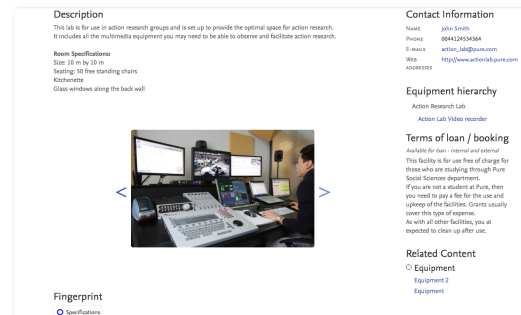 Description
This lab is for use in action research groups and is set up to provide the optimal space for action research.
It includes all the multimedia equipment you may need to be able to observe and facilitate action research.
Room Specifications:
Size: 10 m by 10 m
Seating: 50 free standing chairs
Kitchenette
Glass windows along the back wall
<
>
Fingerprint
Specifications
Contact Information
NAME John Smith
PHONE 0044124534364
E-MAILS action_lab@pure.com
WEB ADDRESSES http://www.actionlab.pure.com
Equipment hierarchy
Action Research Lab
Action Lab Video recorder
Terms of loan / booking
Available for loan - internal and external
This facility is for use free of charge for
those who are studying through Pure
Social Sciences department.
If you are not a student at Pure, then
you need to pay a fee for the use and
upkeep of the facilities. Grants usually
cover this type of expense.
As with all other facilities, you at
expected to clean up after use.
Related Content
Equipment
Equipment 2
Equipment